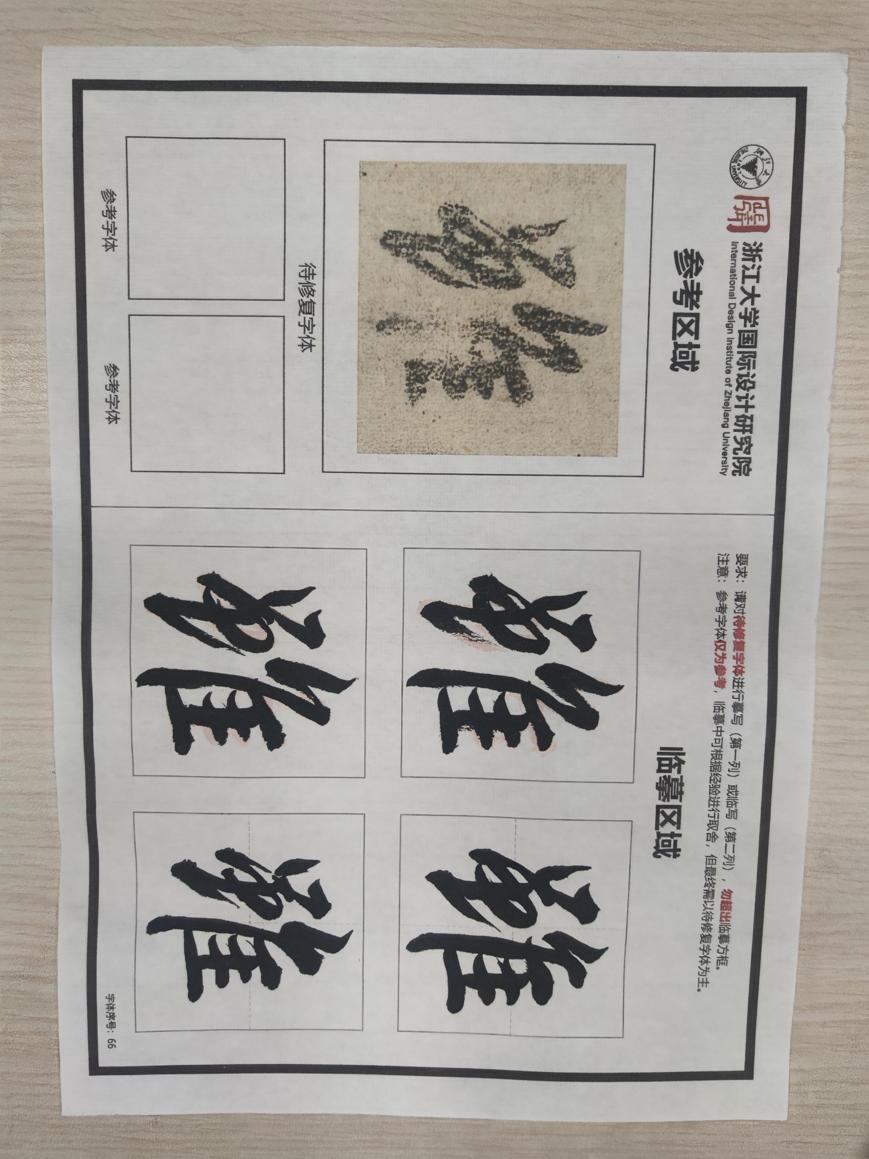 浙江大学国际设计研究院
International Design Institute of Zhejiang University
参考区域
雖
待修复字体
参考字体 参考字体
要求：请对待修复字体进行摹写（第一列）或临写（第二列），勿超出临摹方框。
注意：参考字体仅为参考，临摹中可根据经验进行取舍，但最终需以待修复字体为主。
临摹区域
雖 雖
雖 雖
字体序号：66